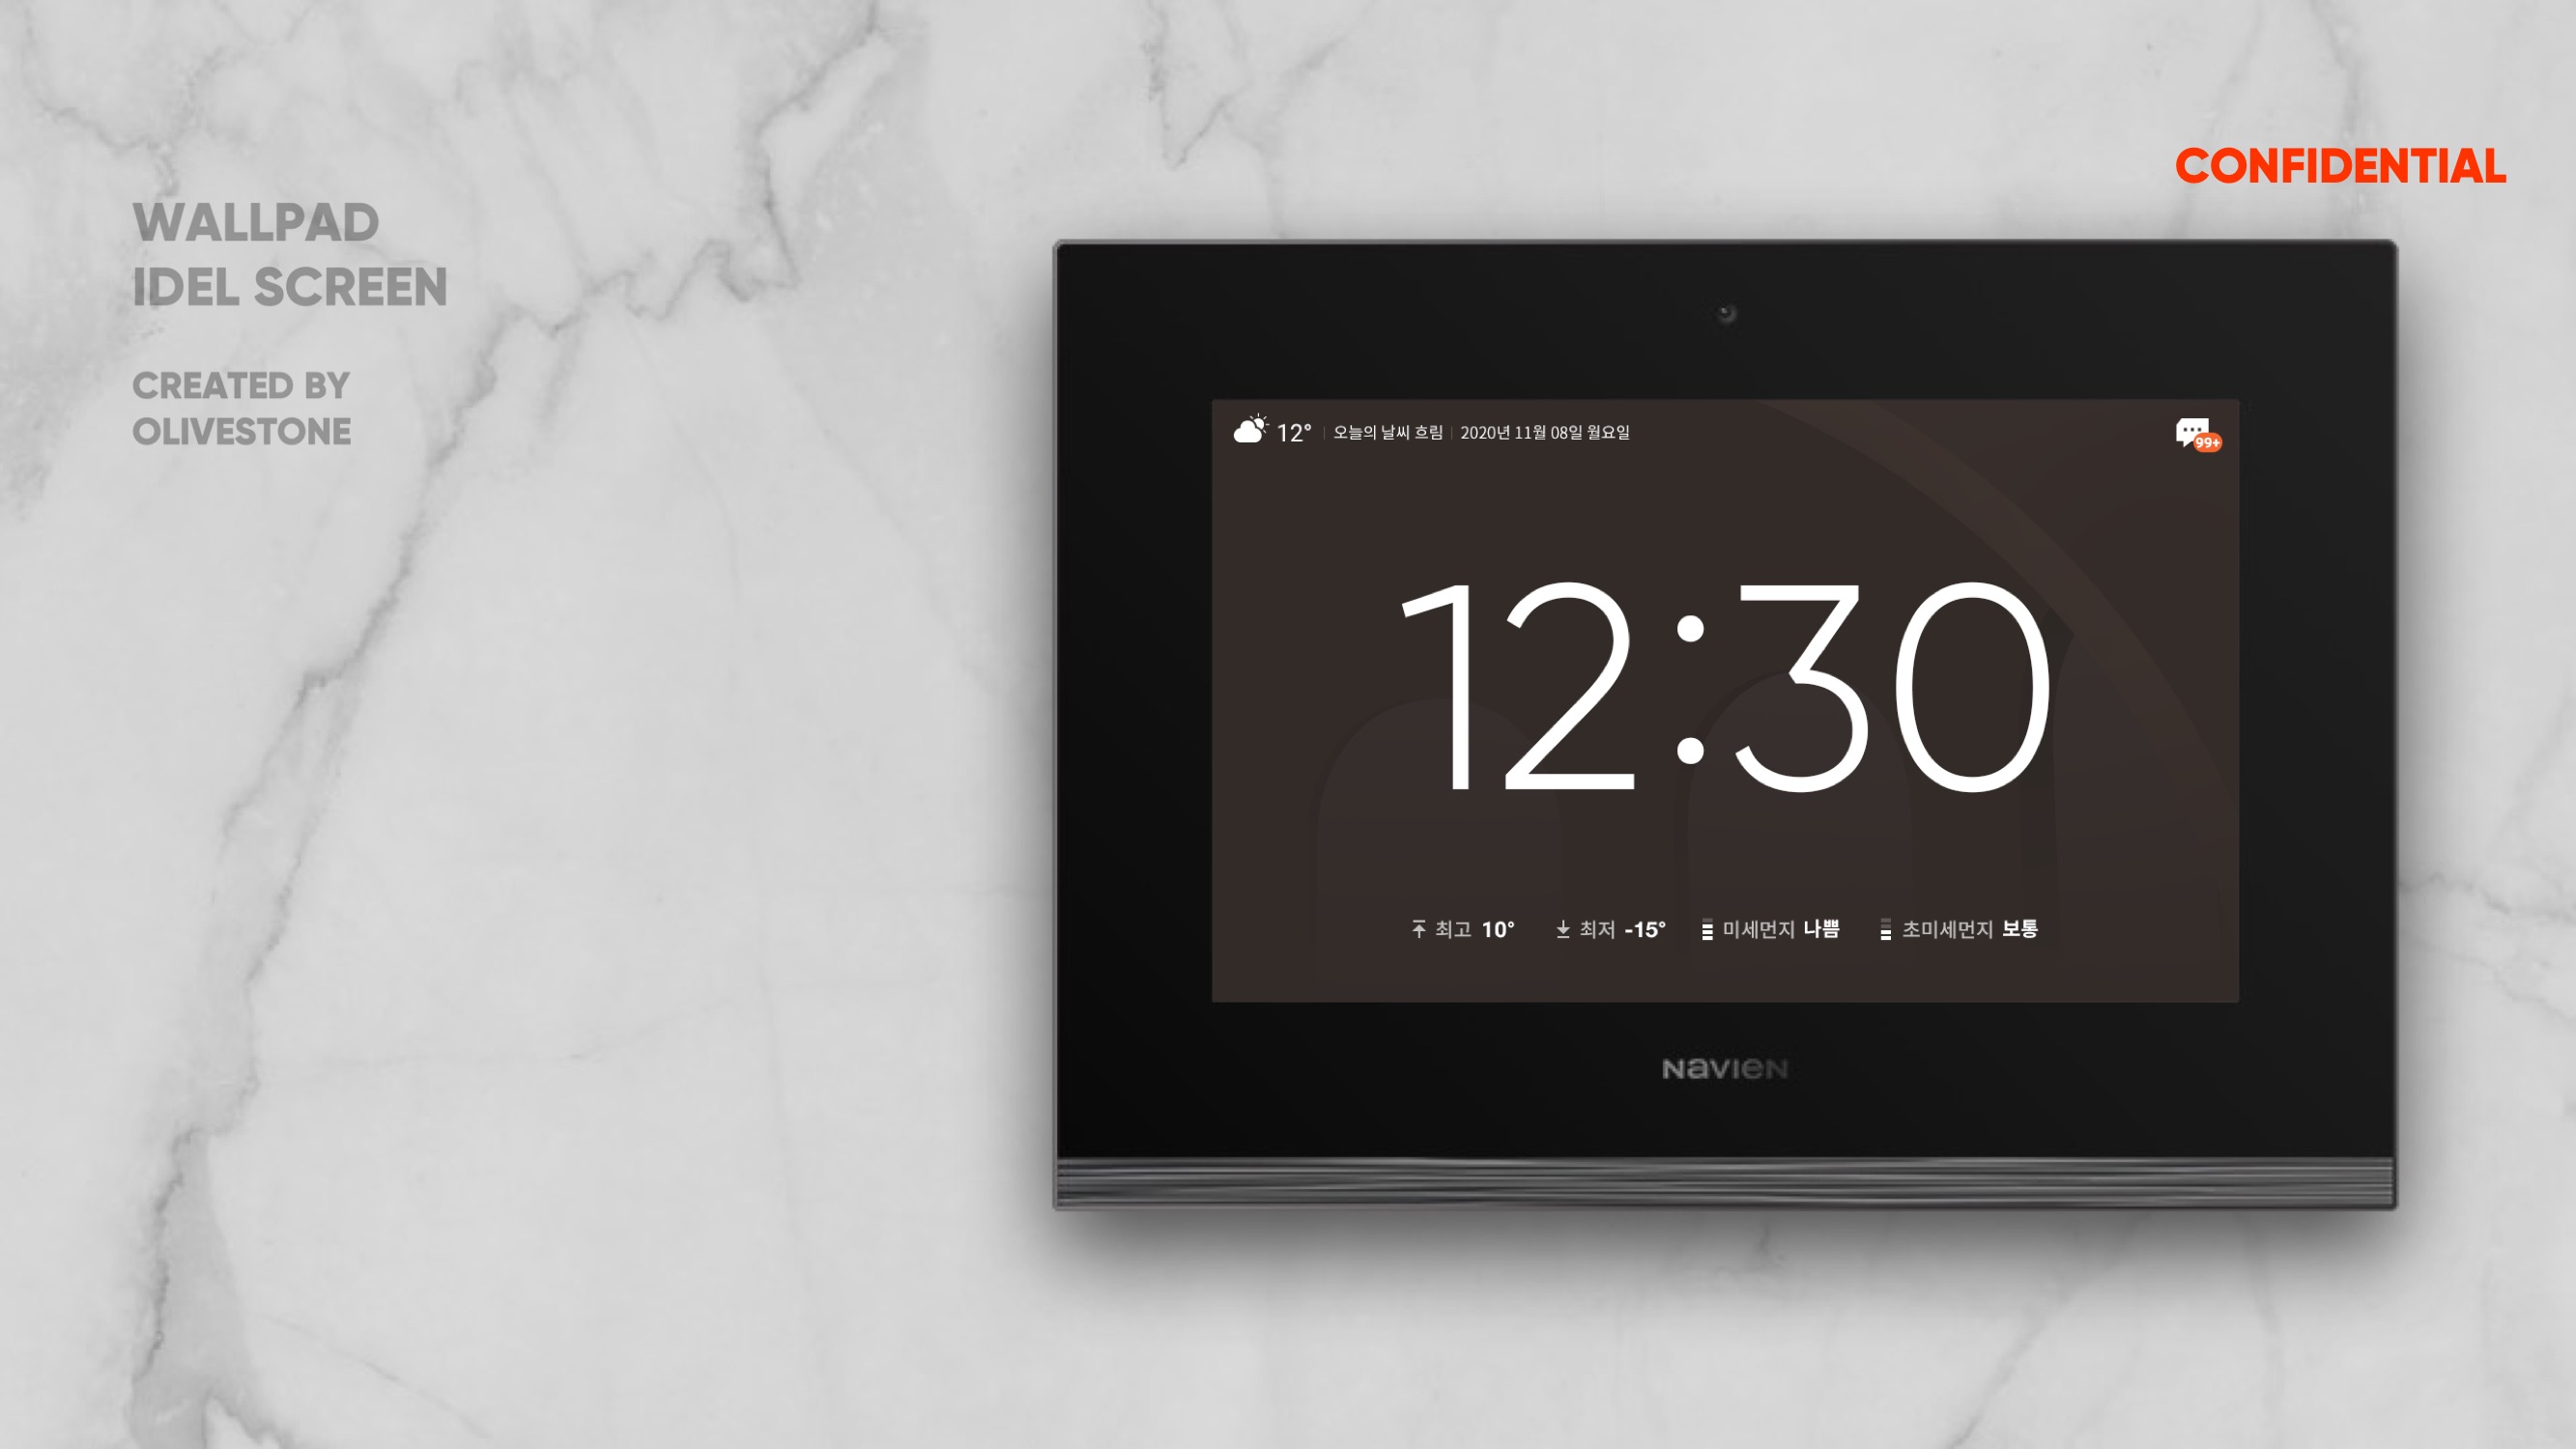 CONFIDENTIAL
WALLPAD
IDEL SCREEN
CREATED BY
OLIVESTONE
12° 오늘의 날씨 흐림 2020년 11월 08일 월요일
99+
12:30
최고 10° 최저 -15° 미세먼지 나쁨 초미세먼지 보통
NAVIEN